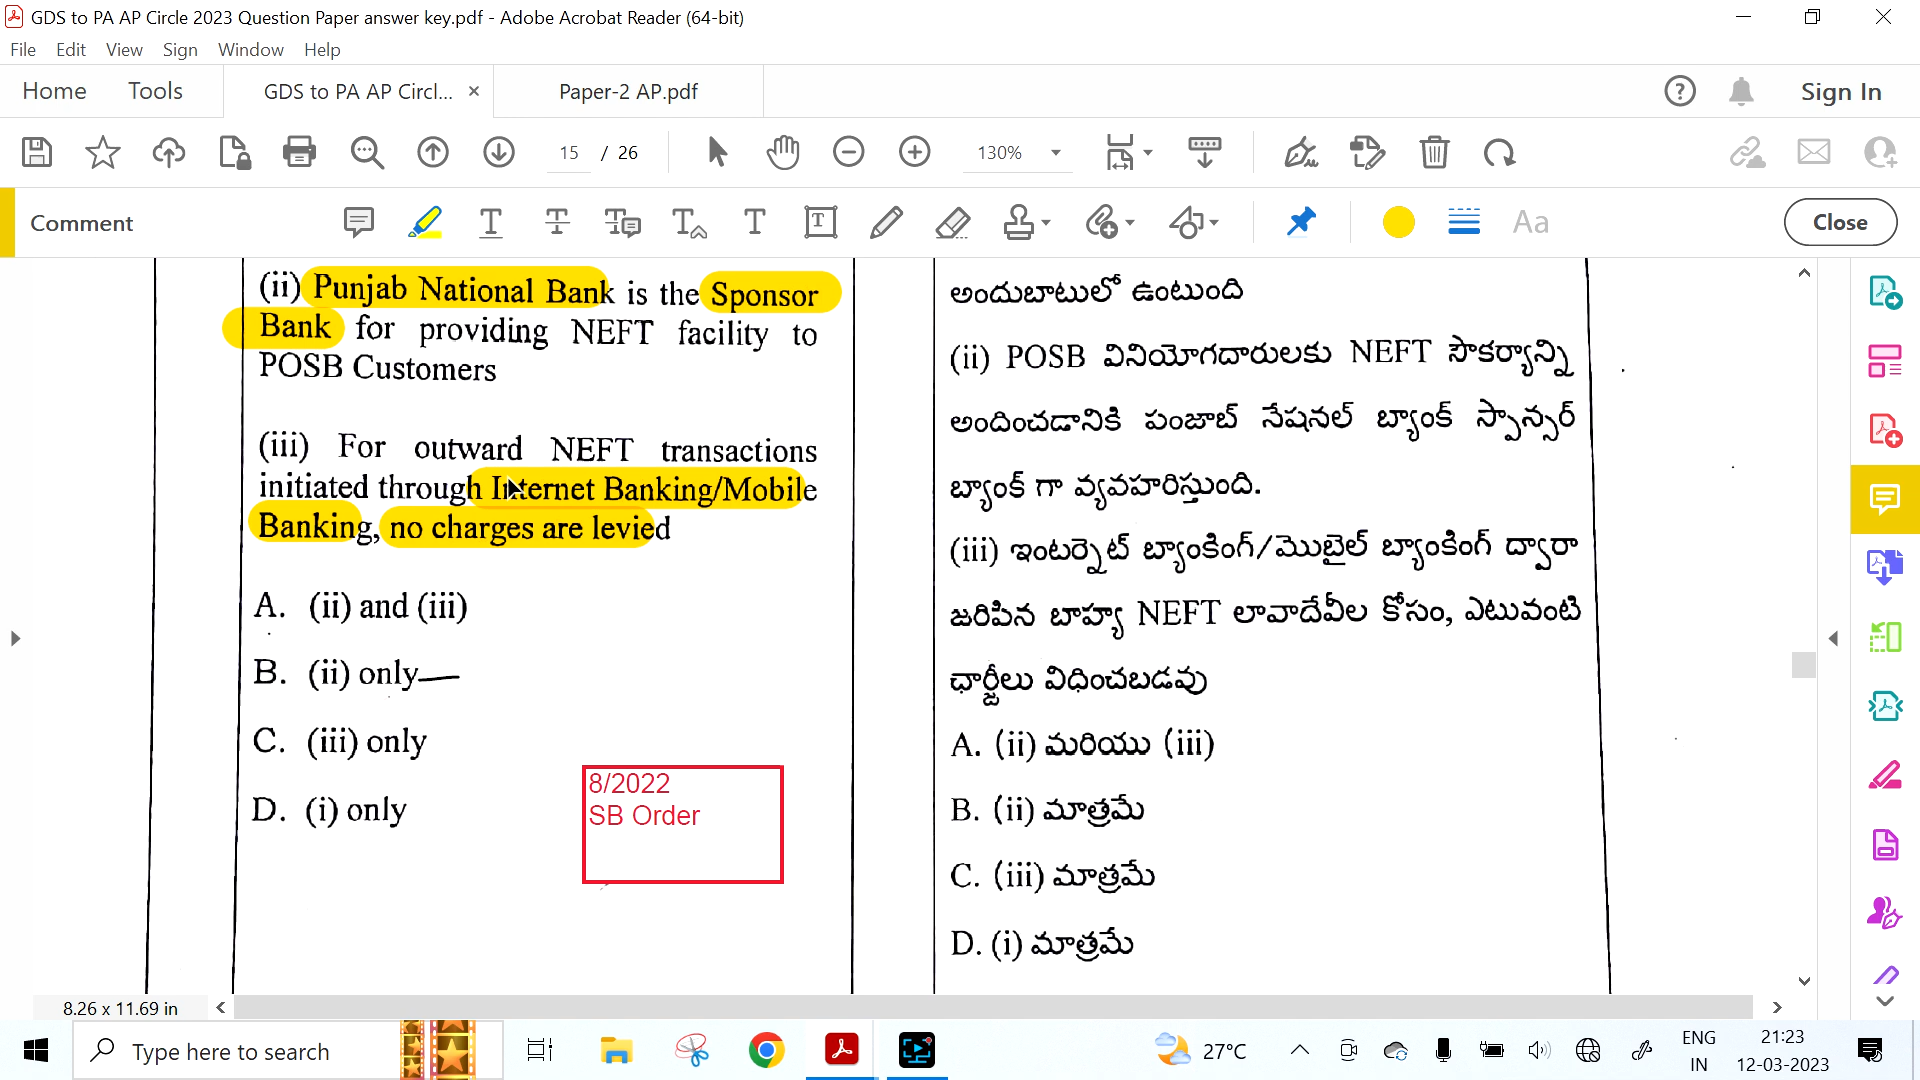 GDS to PA AP Circle 2023 Question Paper answer key.pdf - Adobe Acrobat Reader (64-bit)
File Edit View Sign Window Help
Home Tools GDS to PA AP Circl... × Paper-2 AP.pdf Sign In
15 / 26 130%
Comment Aa Close
(ii) Punjab National Bank is the Sponsor
Bank for providing NEFT facility to
POSB Customers
(iii) For outward NEFT transactions
initiated through Internet Banking/Mobile
Banking, no charges are levied
A. (ii) and (iii)
B. (ii) only
C. (iii) only
D. (i) only
8/2022
SB Order
అందుబాటులో ఉంటుంది
(ii) POSB వినియోగదారులకు NEFT సౌకర్యాన్ని
అందించడానికి పంజాబ్ నేషనల్ బ్యాంక్ స్పాన్సర్
బ్యాంక్ గా వ్యవహరిస్తుంది.
(iii) ఇంటర్నెట్ బ్యాంకింగ్/మొబైల్ బ్యాంకింగ్ ద్వారా
జరిపిన బాహ్య NEFT లావాదేవీల కోసం, ఎటువంటి
ఛార్జీలు విధించబడవు
A. (ii) మరియు (iii)
B. (ii) మాత్రమే
C. (iii) మాత్రమే
D. (i) మాత్రమే
8.26 x 11.69 in
Type here to search 27°C ENG 21:23
IN 12-03-2023